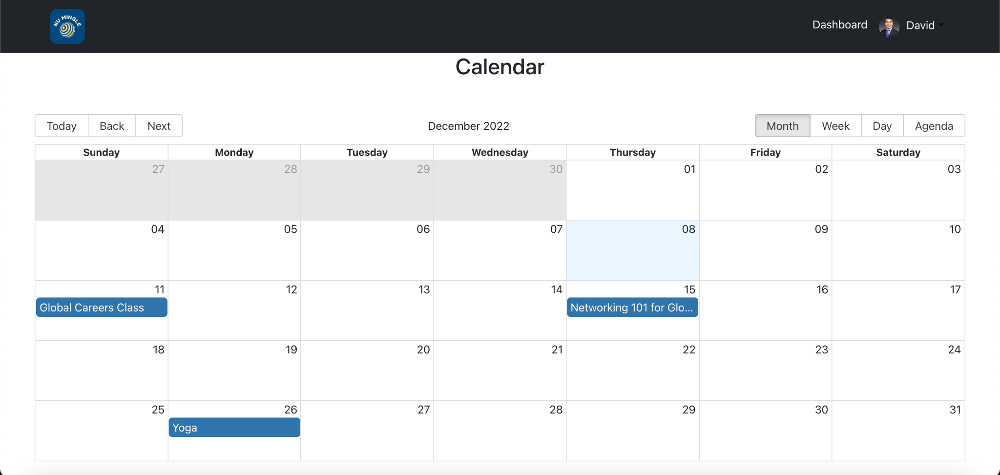 NU MINGLE
Dashboard
David
Calendar
Today Back Next
December 2022
Month Week Day Agenda
Sunday Monday Tuesday Wednesday Thursday Friday Saturday
27 28 29 30 01 02 03
04 05 06 07 08 09 10
11 12 13 14 15 16 17
Global Careers Class Networking 101 for Glo...
18 19 20 21 22 23 24
25 26 27 28 29 30 31
Yoga